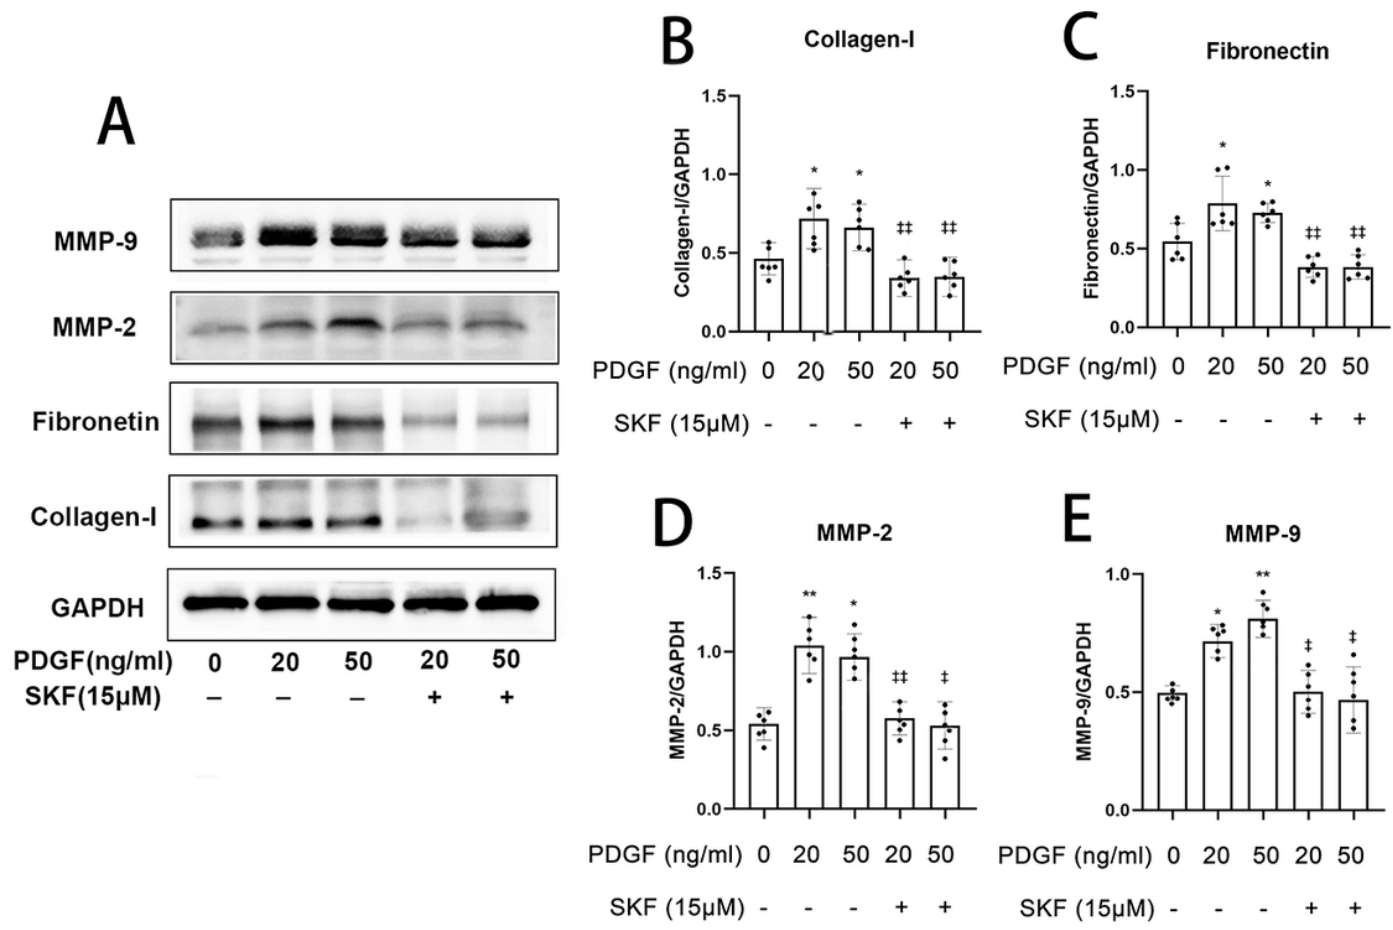 A
MMP-9
MMP-2
Fibronetin
Collagen-I
GAPDH
PDGF(ng/ml) 0 20 50 20 50
SKF(15μM) – – – + +
B
Collagen-I
Collagen-I/GAPDH
1.5
1.0
0.5
0.0
* * ‡‡ ‡‡
PDGF (ng/ml) 0 20 50 20 50
SKF (15μM) - - - + +
C
Fibronectin
Fibronectin/GAPDH
1.5
1.0
0.5
0.0
* * ‡‡ ‡‡
PDGF (ng/ml) 0 20 50 20 50
SKF (15μM) - - - + +
D
MMP-2
MMP-2/GAPDH
1.5
1.0
0.5
0.0
** * ‡‡ ‡
PDGF (ng/ml) 0 20 50 20 50
SKF (15μM) - - - + +
E
MMP-9
MMP-9/GAPDH
1.0
0.5
0.0
* ** ‡ ‡
PDGF (ng/ml) 0 20 50 20 50
SKF (15μM) - - - + +